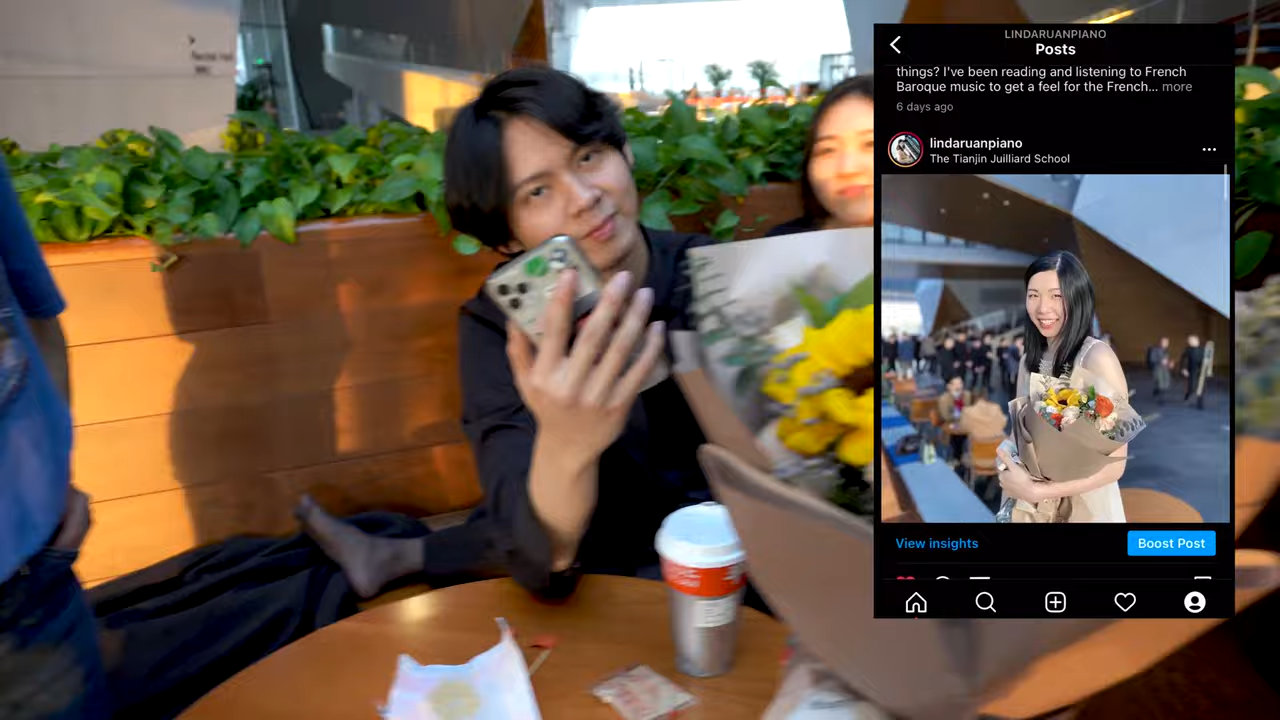 LINDARUANPIANO
Posts
things? I've been reading and listening to French
Baroque music to get a feel for the French... more
6 days ago
lindaruanpiano
The Tianjin Juilliard School
View insights
Boost Post